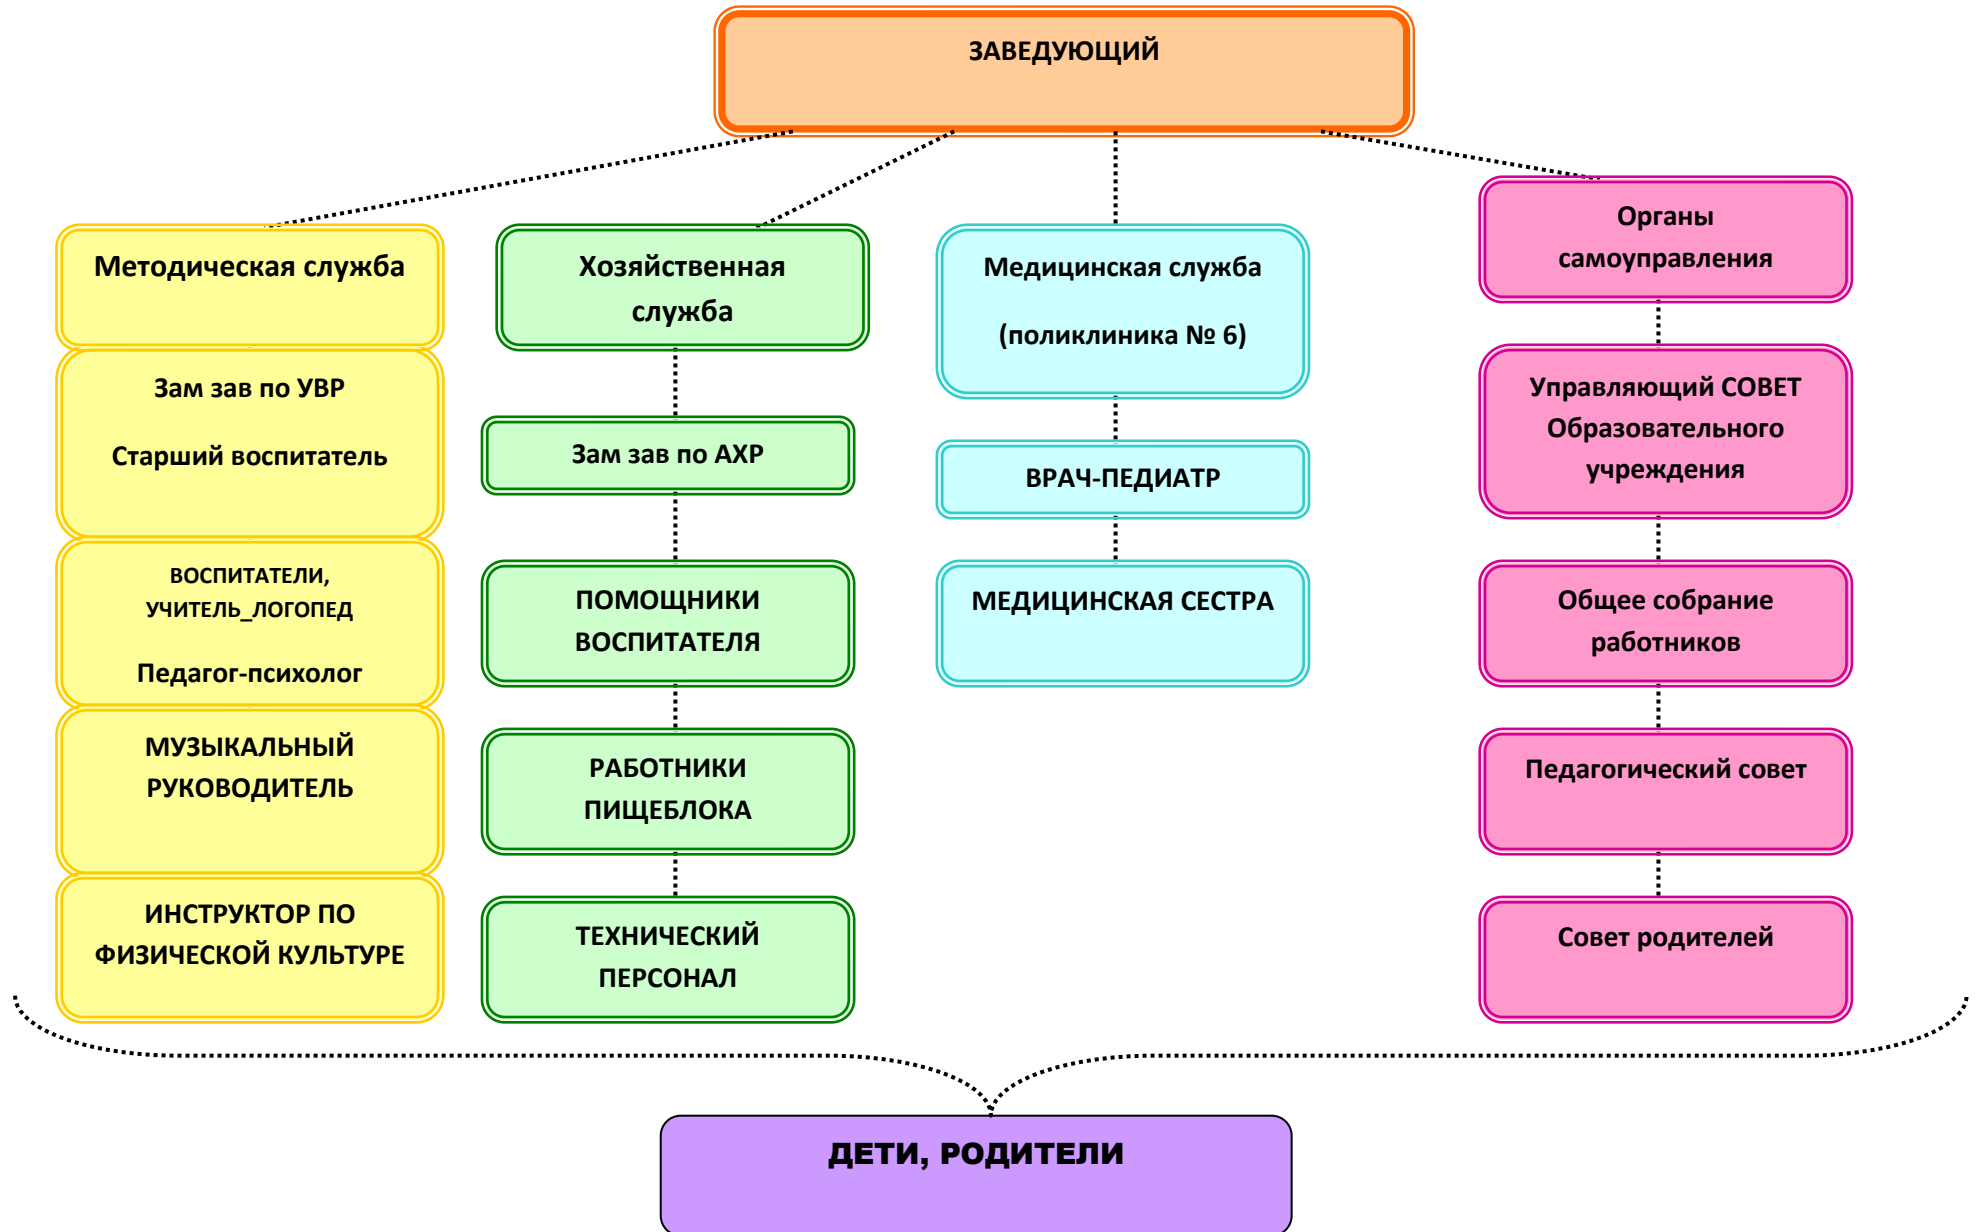 ЗАВЕДУЮЩИЙ
Методическая служба
Зам зав по УВР
Старший воспитатель
ВОСПИТАТЕЛИ,
УЧИТЕЛЬ_ЛОГОПЕД
Педагог-психолог
МУЗЫКАЛЬНЫЙ
РУКОВОДИТЕЛЬ
ИНСТРУКТОР ПО
ФИЗИЧЕСКОЙ КУЛЬТУРЕ
Хозяйственная
служба
Зам зав по АХР
ПОМОЩНИКИ
ВОСПИТАТЕЛЯ
РАБОТНИКИ
ПИЩЕБЛОКА
ТЕХНИЧЕСКИЙ
ПЕРСОНАЛ
Медицинская служба
(поликлиника № 6)
ВРАЧ-ПЕДИАТР
МЕДИЦИНСКАЯ СЕСТРА
Органы
самоуправления
Управляющий СОВЕТ
Образовательного
учреждения
Общее собрание
работников
Педагогический совет
Совет родителей
ДЕТИ, РОДИТЕЛИ